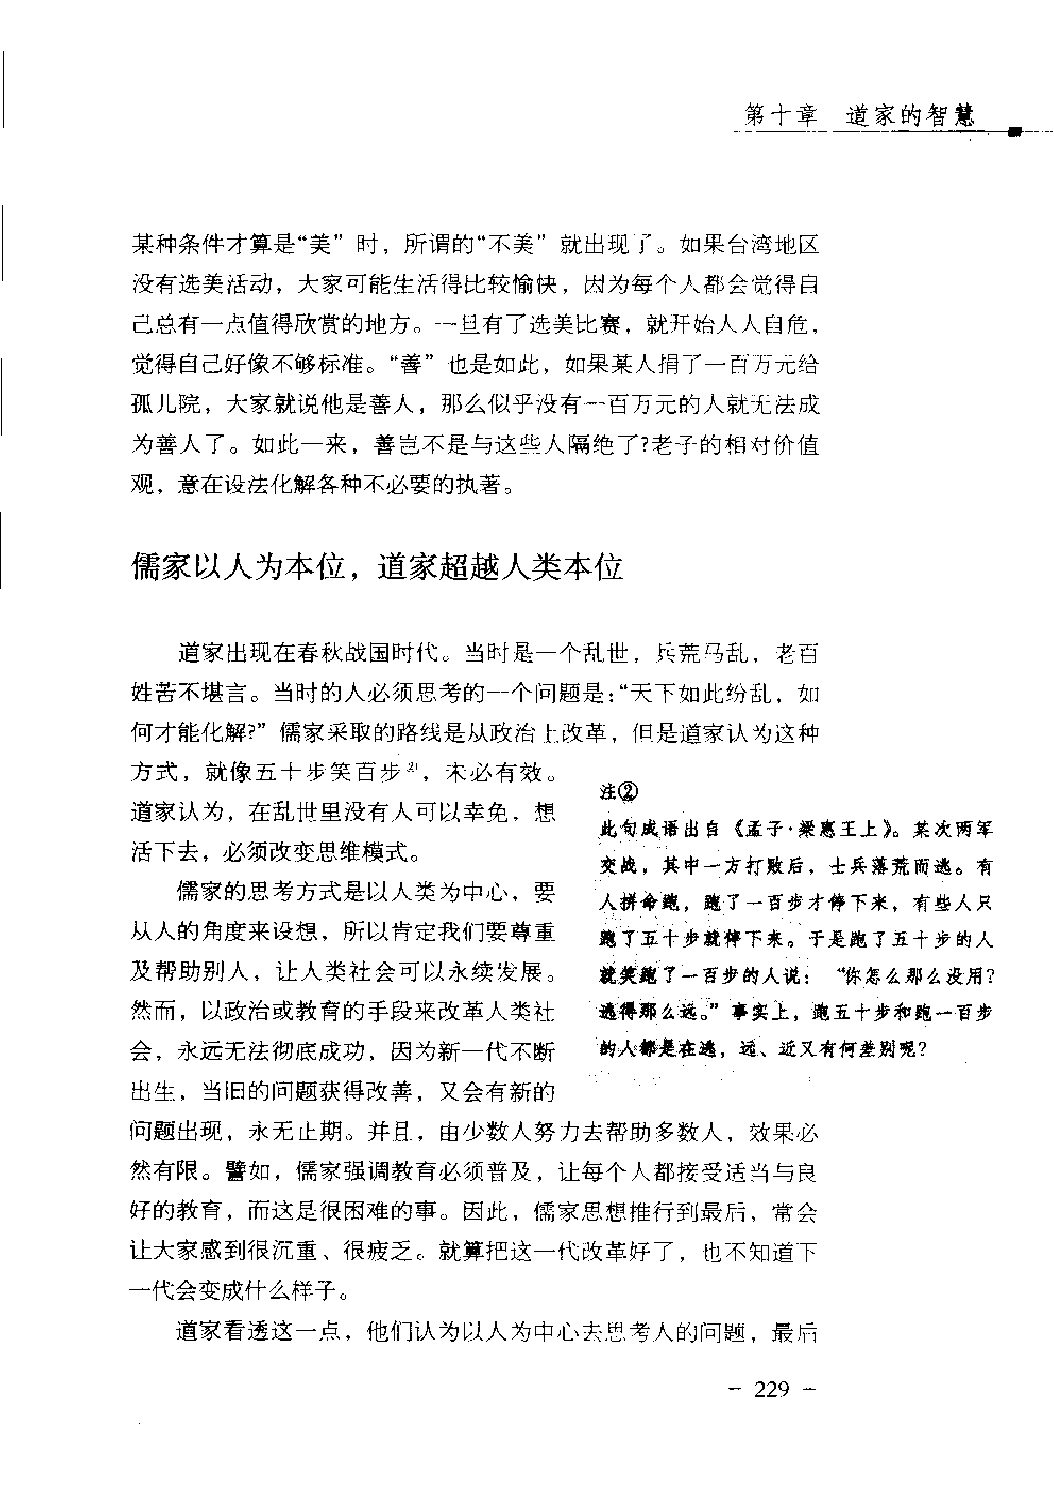 第十章　道家的智慧
某种条件才算是“美”时，所谓的“不美”就出现了。如果台湾地区
没有选美活动，大家可能生活得比较愉快，因为每个人都会觉得自
己总有一点值得欣赏的地方。一旦有了选美比赛，就开始人人自危，
觉得自己好像不够标准。“善”也是如此，如果某人捐了一百万元给
孤儿院，大家就说他是善人，那么似乎没有一百万元的人就无法成
为善人了。如此一来，善岂不是与这些人隔绝了?老子的相对价值
观，意在设法化解各种不必要的执著。
儒家以人为本位，道家超越人类本位
道家出现在春秋战国时代。当时是一个乱世，兵荒马乱，老百
姓苦不堪言。当时的人必须思考的一个问题是:“天下如此纷乱，如
何才能化解?”儒家采取的路线是从政治上改革，但是道家认为这种
方式，就像五十步笑百步②，未必有效。
道家认为，在乱世里没有人可以幸免，想
活下去，必须改变思维模式。
儒家的思考方式是以人类为中心，要
从人的角度来设想，所以肯定我们要尊重
及帮助别人，让人类社会可以永续发展。
然而，以政治或教育的手段来改革人类社
会，永远无法彻底成功，因为新一代不断
出生，当旧的问题获得改善，又会有新的
问题出现，永无止期。并且，由少数人努力去帮助多数人，效果必
然有限。譬如，儒家强调教育必须普及，让每个人都接受适当与良
好的教育，而这是很困难的事。因此，儒家思想推行到最后，常会
让大家感到很沉重、很疲乏。就算把这一代改革好了，也不知道下
一代会变成什么样子。
道家看透这一点，他们认为以人为中心去思考人的问题，最后
注②
此句成语出自《孟子·梁惠王上》。某次两军
交战，其中一方打败后，士兵落荒而逃。有
人拼命跑，跑了一百步才停下来，有些人只
跑了五十步就停下来。于是跑了五十步的人
就笑跑了一百步的人说：“你怎么那么没用?
逃得那么远。”事实上，跑五十步和跑一百步
的人都是在逃，远、近又有何差别呢?
- 229 -